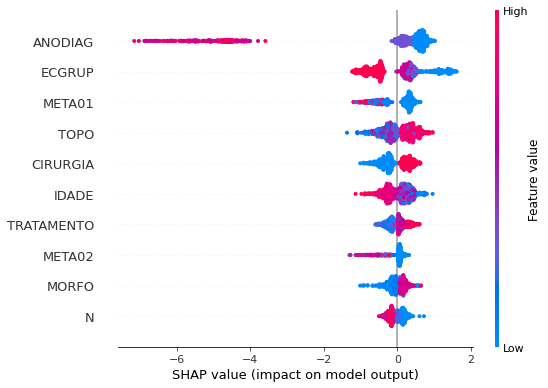 High
ANODIAG
ECGRUP
META01
TOPO
CIRURGIA
IDADE
TRATAMENTO
META02
MORFO
N
Feature value
Low
−6 −4 −2 0 2
SHAP value (impact on model output)